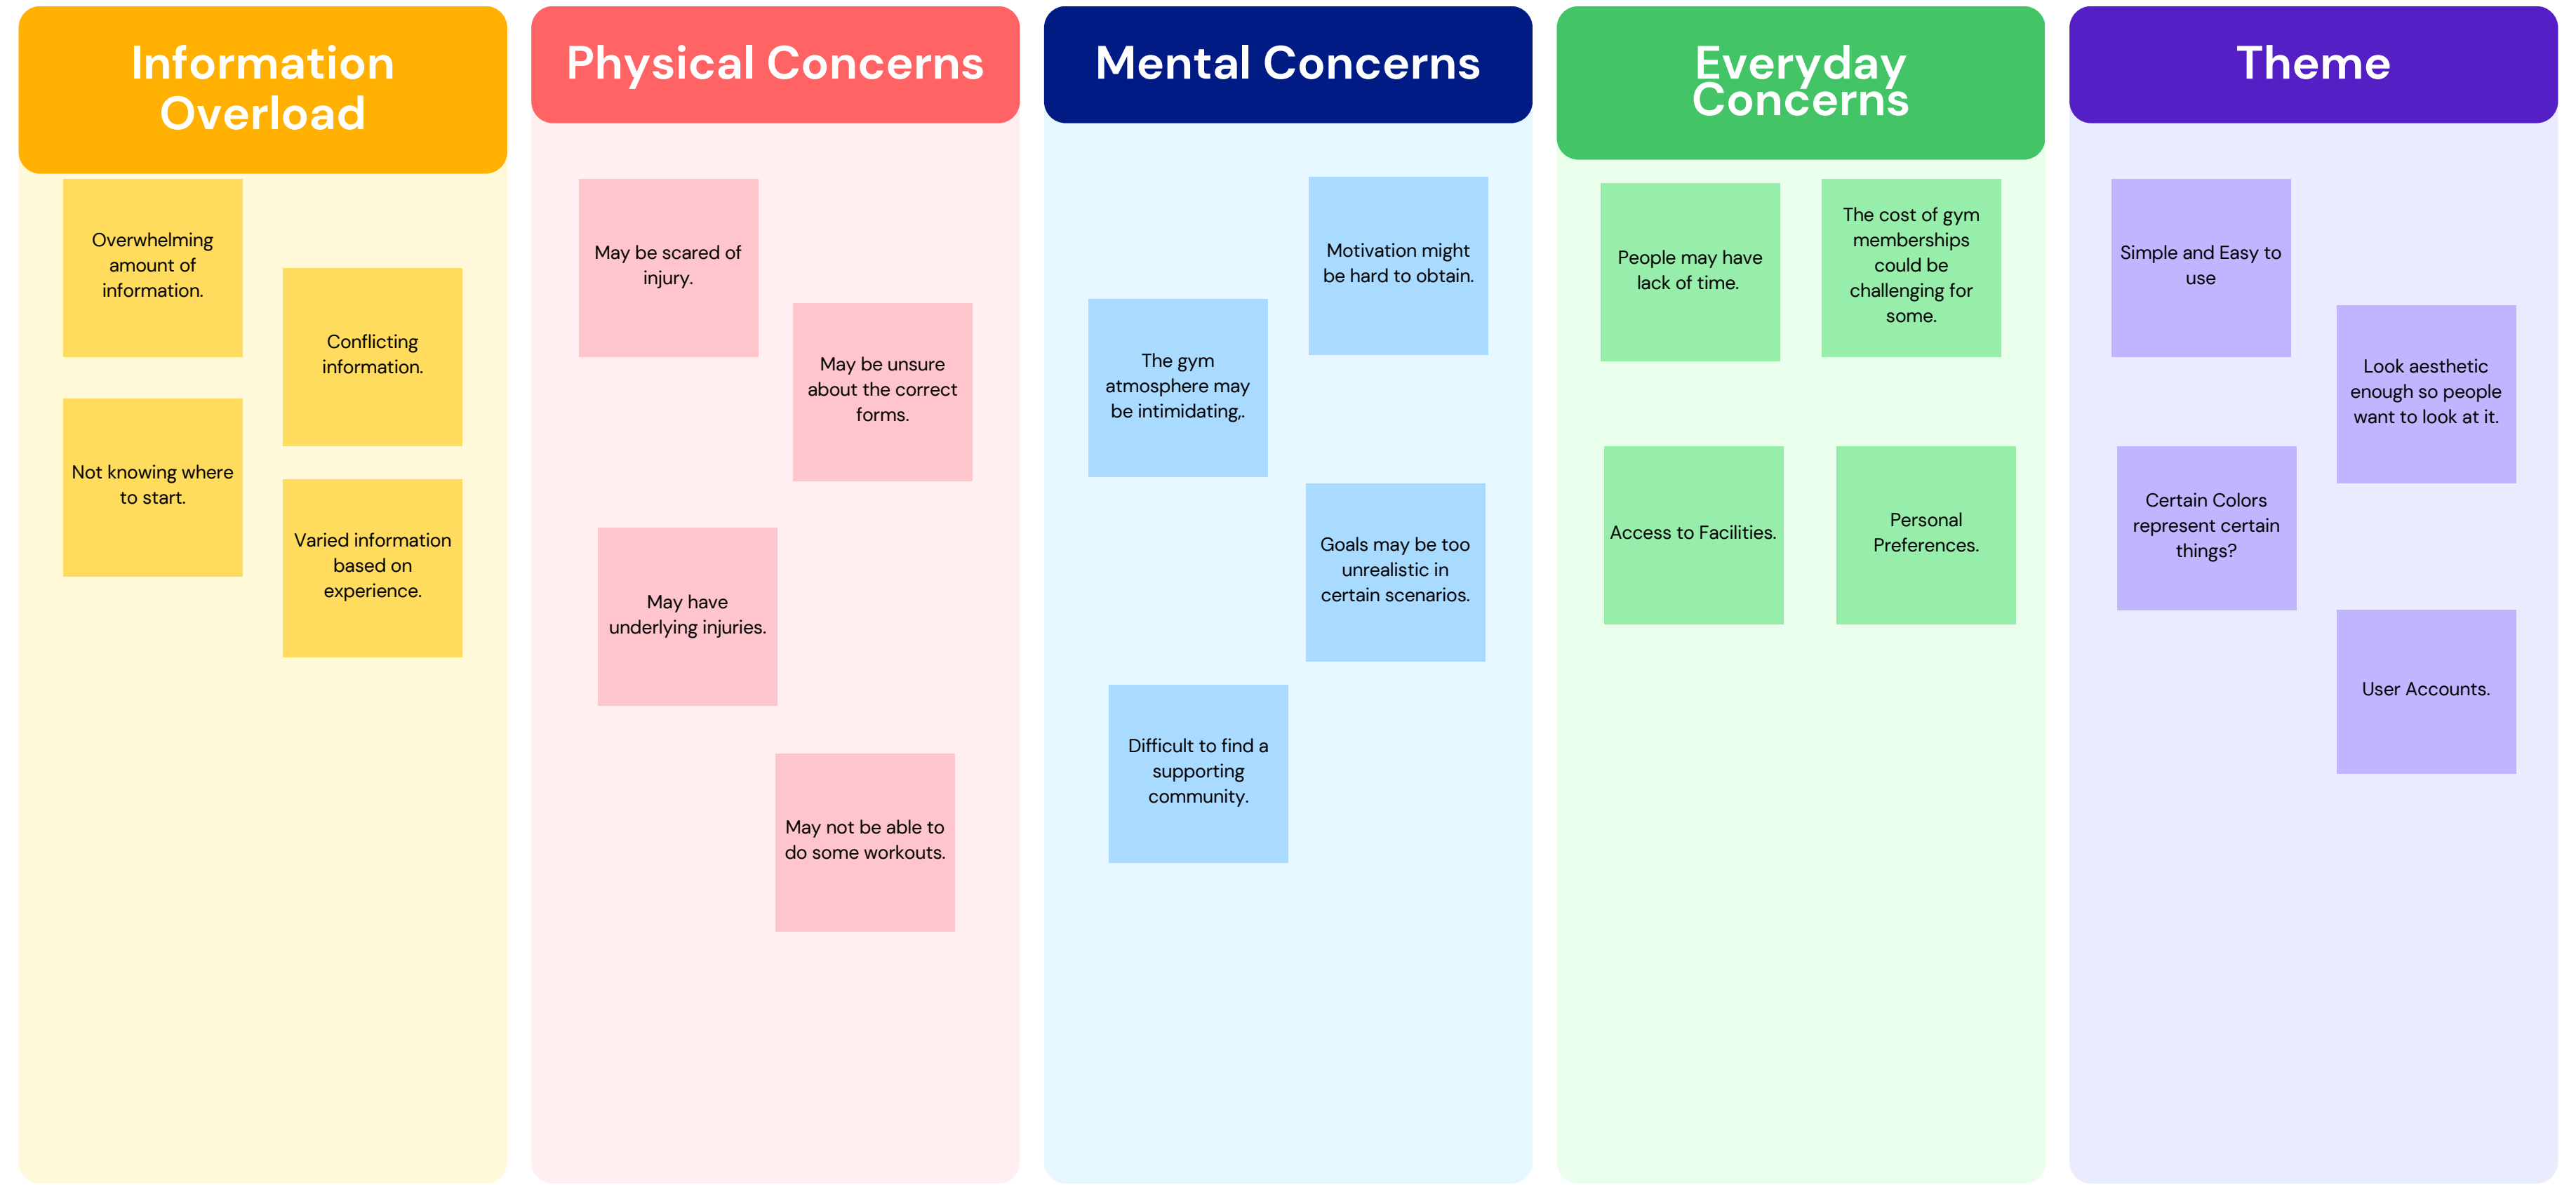 Information
Overload
Overwhelming
amount of
information.
Conflicting
information.
Not knowing where
to start.
Varied information
based on
experience.
Physical Concerns
May be scared of
injury.
May be unsure
about the correct
forms.
May have
underlying injuries.
May not be able to
do some workouts.
Mental Concerns
Motivation might
be hard to obtain.
The gym
atmosphere may
be intimidating,.
Goals may be too
unrealistic in
certain scenarios.
Difficult to find a
supporting
community.
Everyday
Concerns
People may have
lack of time.
The cost of gym
memberships
could be
challenging for
some.
Access to Facilities.
Personal
Preferences.
Theme
Simple and Easy to
use
Look aesthetic
enough so people
want to look at it.
Certain Colors
represent certain
things?
User Accounts.